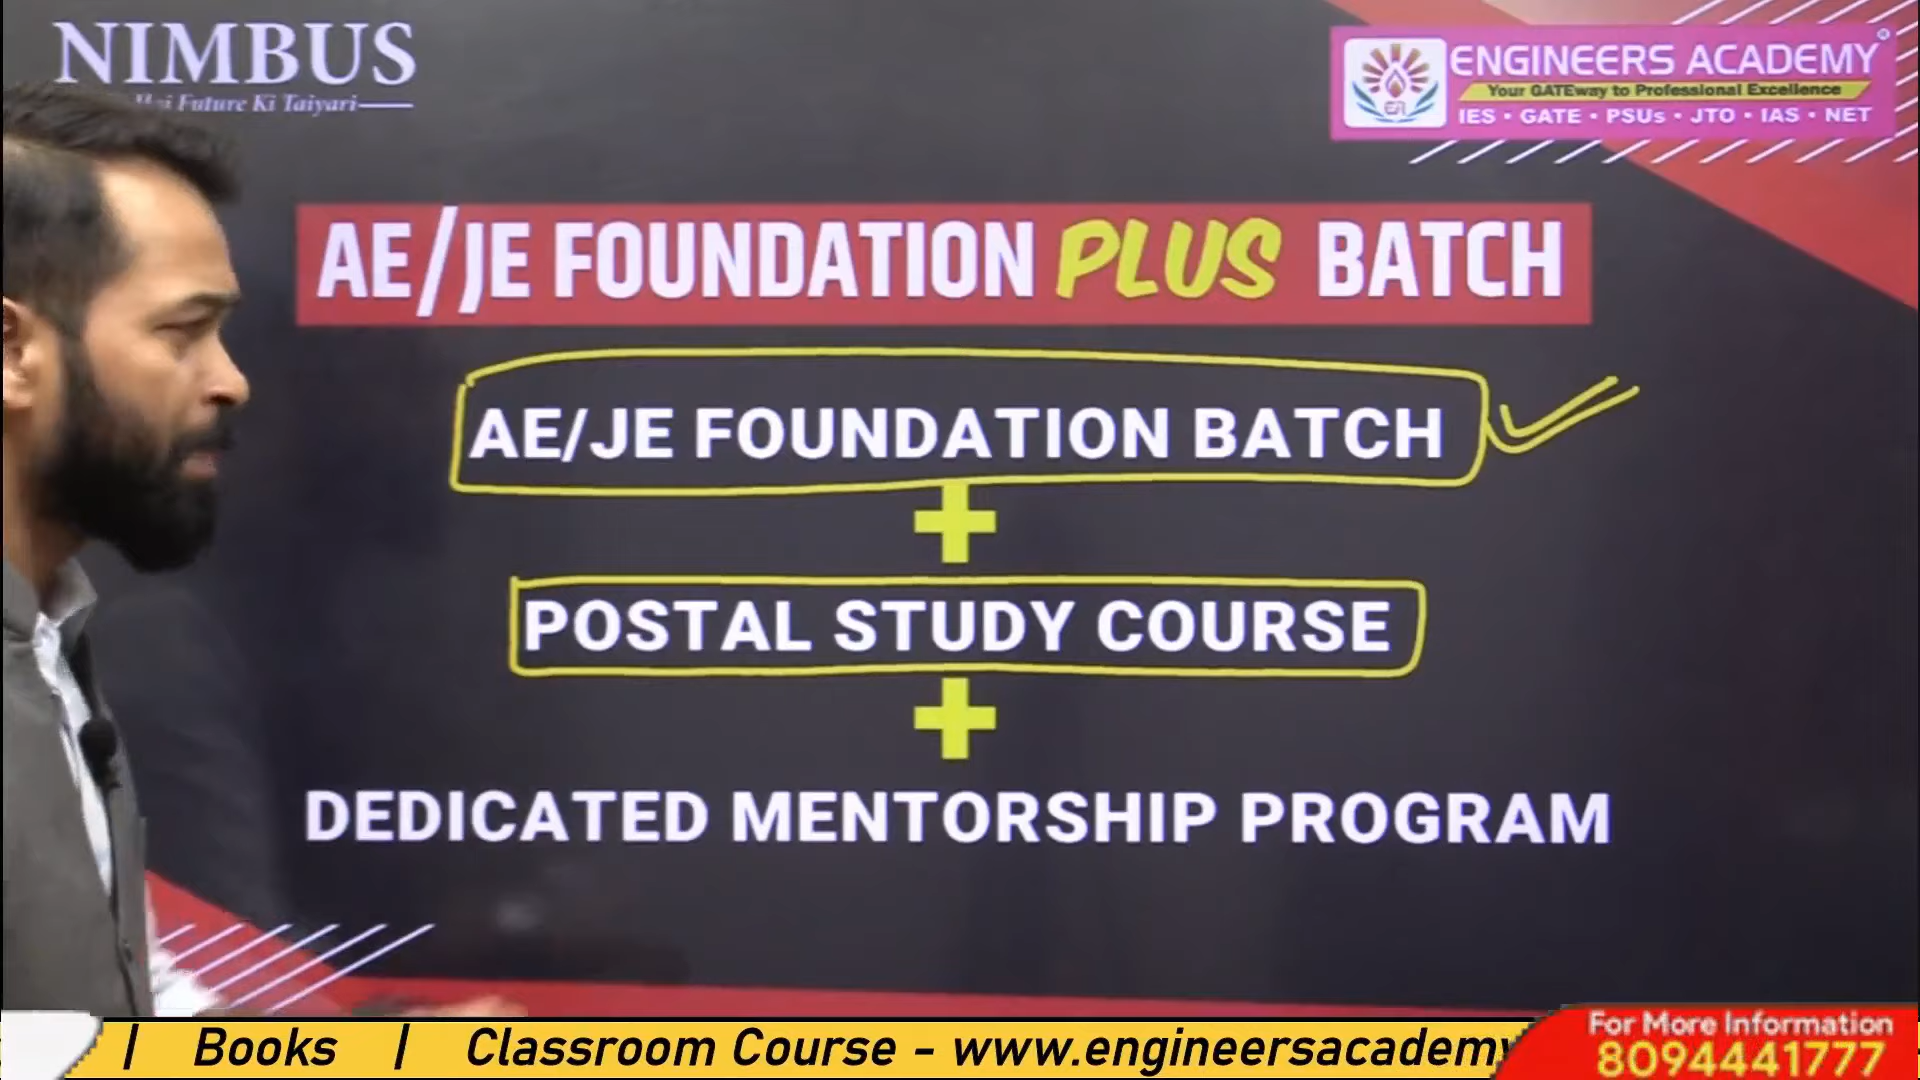 NIMBUS
Hai Future Ki Taiyari
ENGINEERS ACADEMY®
Your GATEway to Professional Excellence
IES • GATE • PSUs • JTO • IAS • NET
AE/JE FOUNDATION PLUS BATCH
AE/JE FOUNDATION BATCH
+
POSTAL STUDY COURSE
+
DEDICATED MENTORSHIP PROGRAM
| Books | Classroom Course - www.engineersacademy
For More Information
8094441777